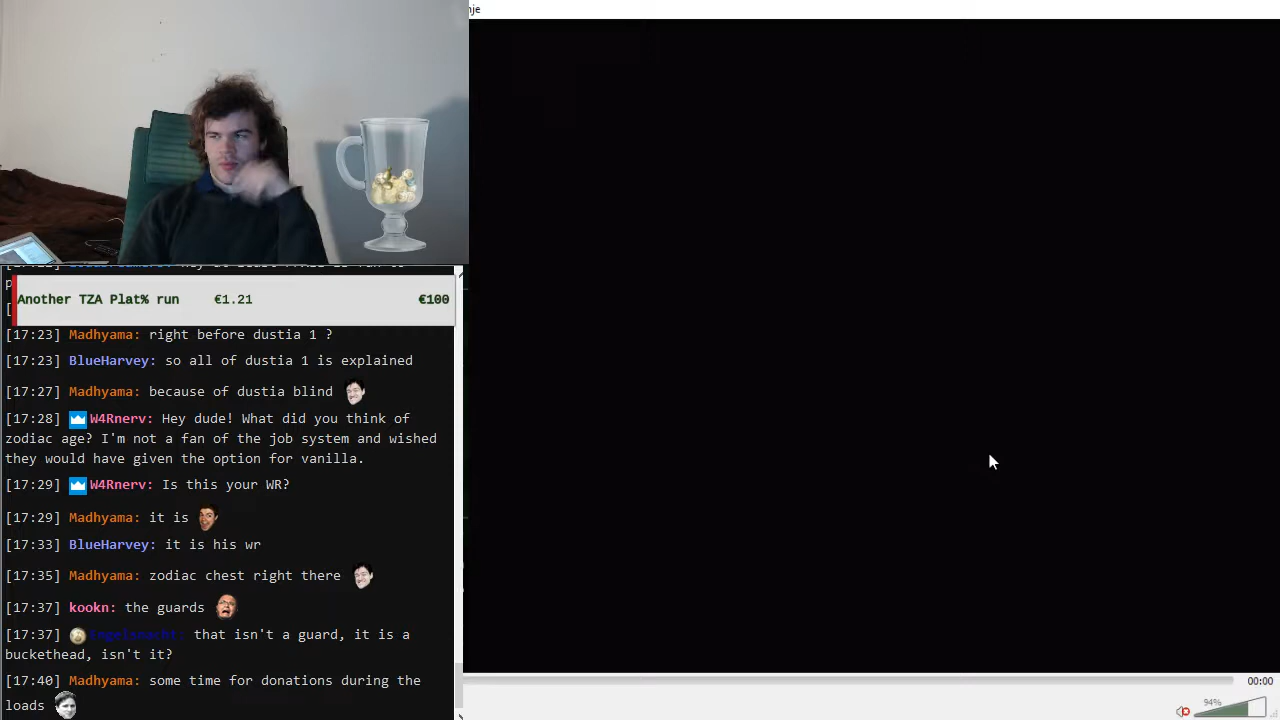 nje
Another TZA Plat% run €1.21 €100
[17:23] Madhyama: right before dustia 1 ?
[17:23] BlueHarvey: so all of dustia 1 is explained
[17:27] Madhyama: because of dustia blind
[17:28] W4Rnerv: Hey dude! What did you think of
zodiac age? I'm not a fan of the job system and wished
they would have given the option for vanilla.
[17:29] W4Rnerv: Is this your WR?
[17:29] Madhyama: it is
[17:33] BlueHarvey: it is his wr
[17:35] Madhyama: zodiac chest right there
[17:37] kookn: the guards
[17:37] Engelsnacht: that isn't a guard, it is a
buckethead, isn't it?
[17:40] Madhyama: some time for donations during the
loads
00:00
94%